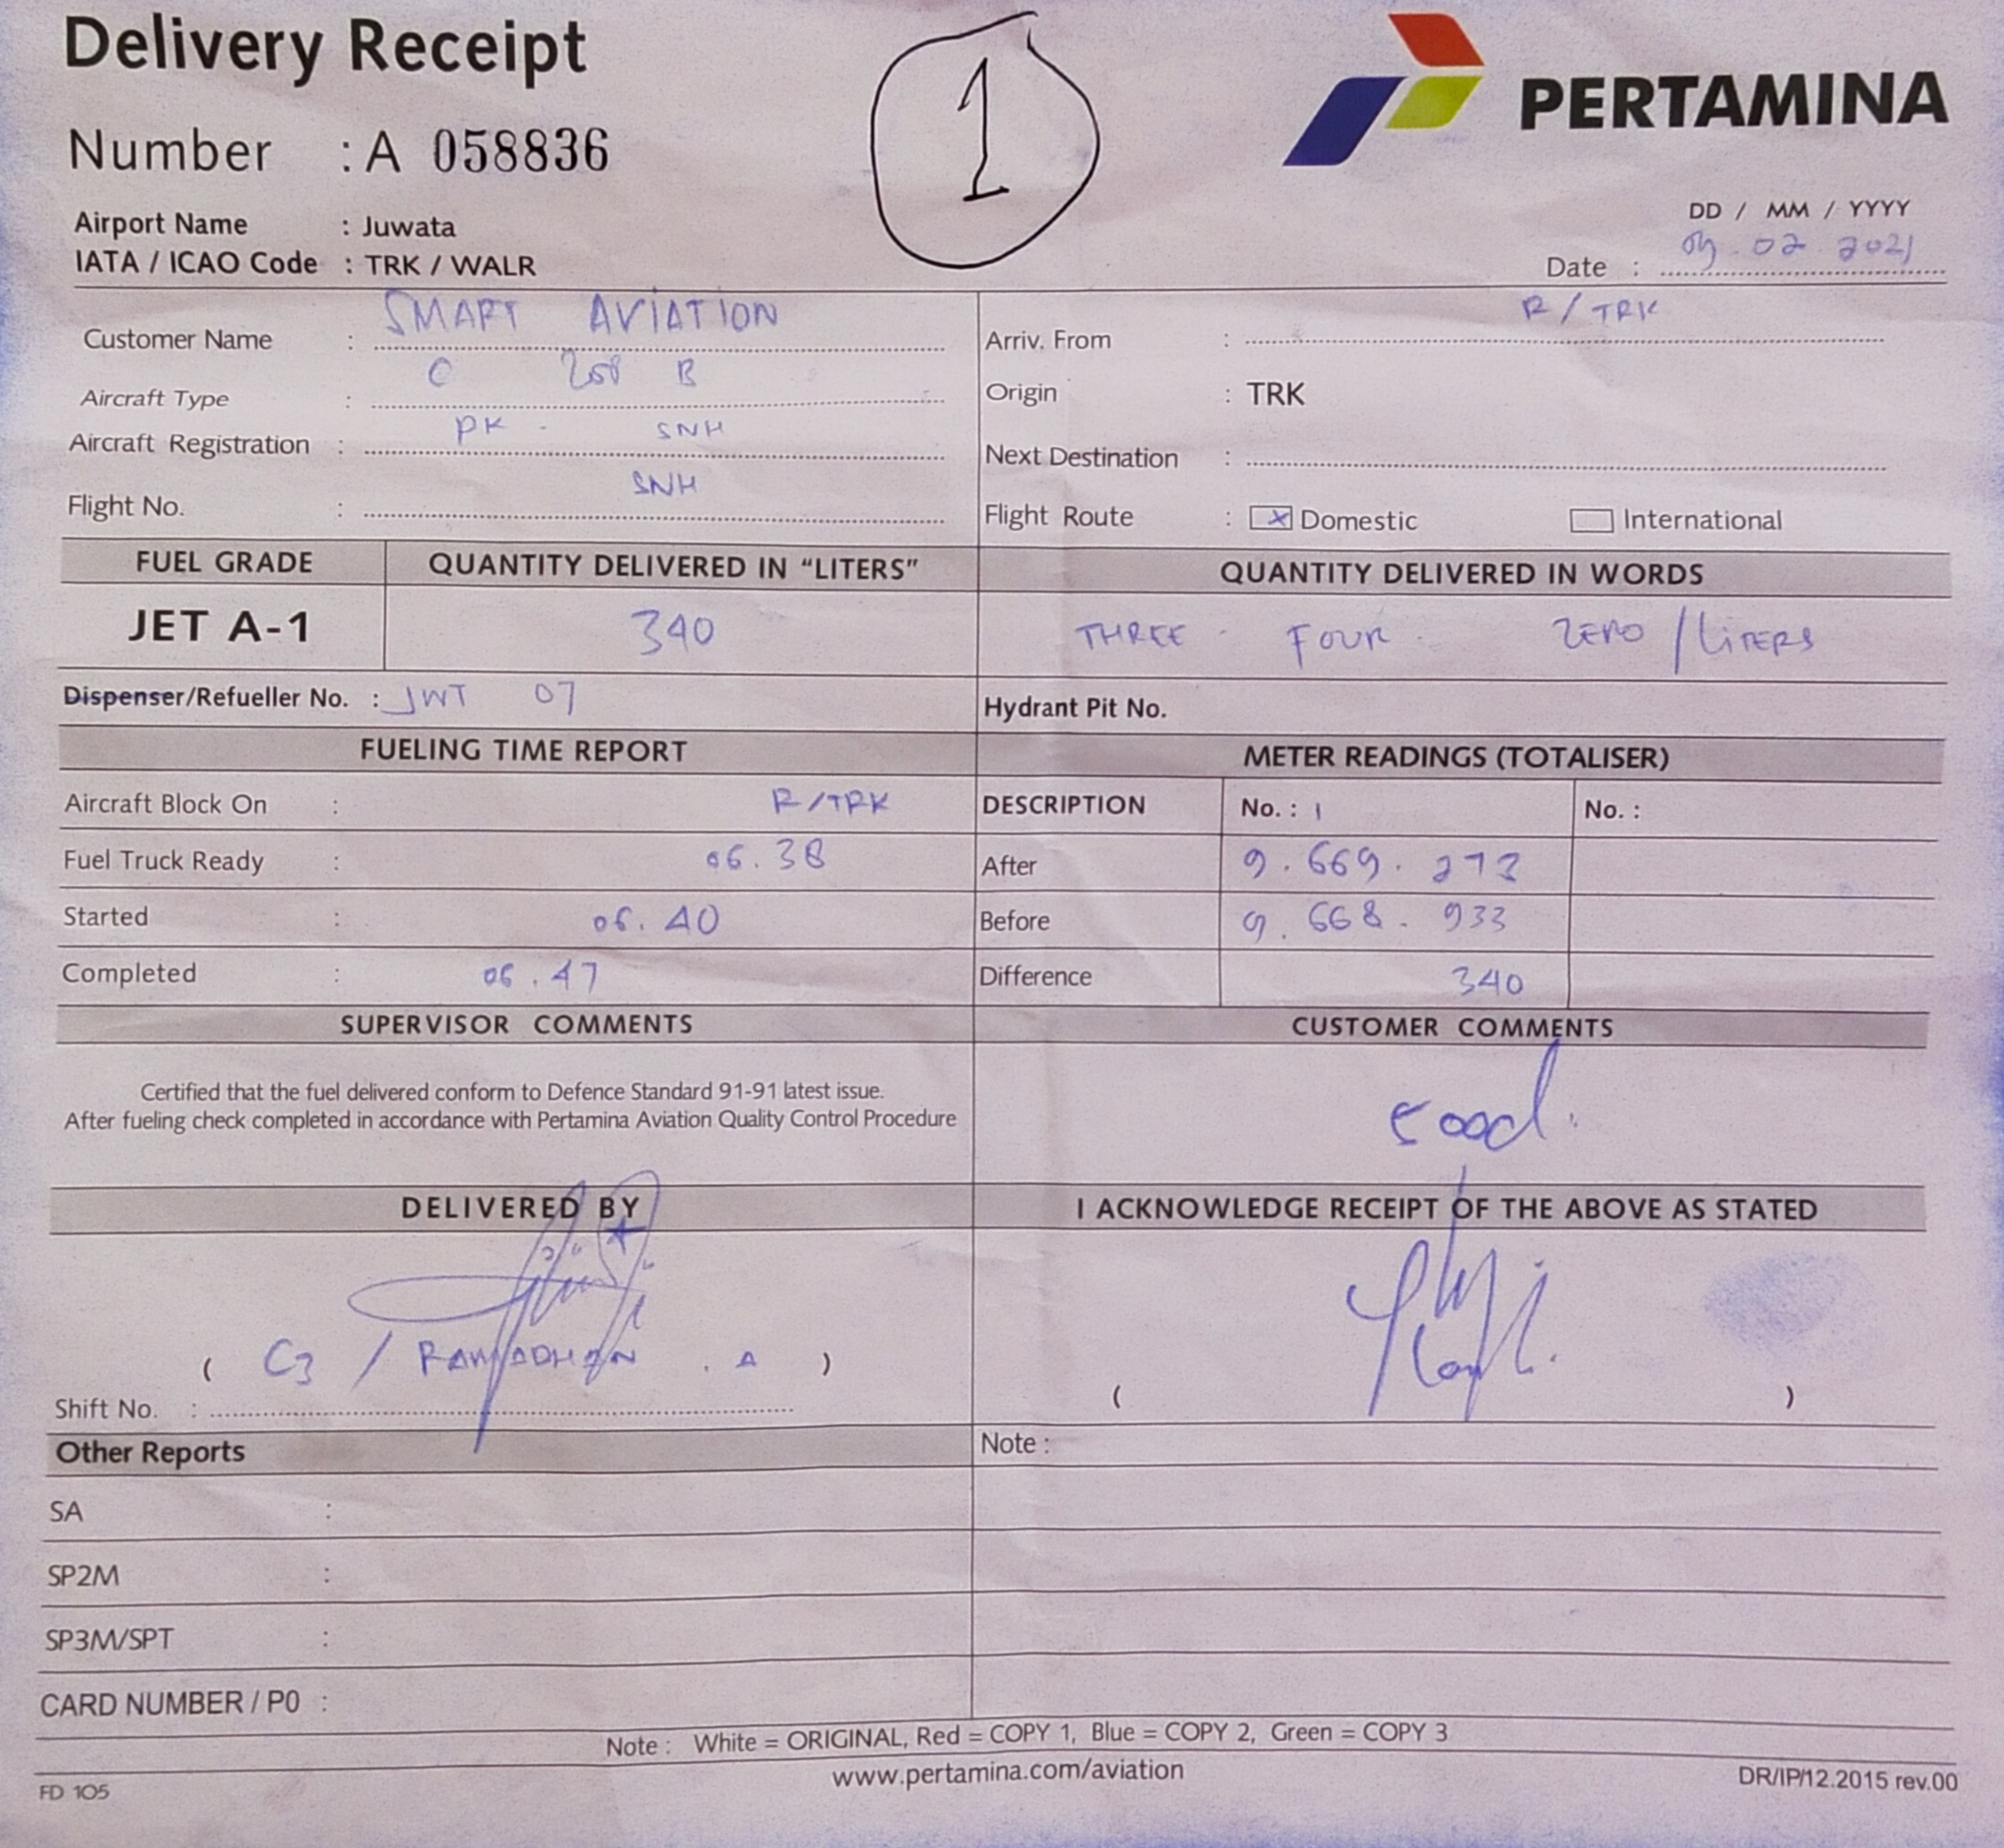 Delivery Receipt
1
PERTAMINA
Number : A 058836
Airport Name : Juwata
IATA / ICAO Code : TRK / WALR
DD / MM / YYYY
Date : 09 . 02 . 2021
Customer Name : SMART AVIATION
Aircraft Type : C 208 B
Aircraft Registration : PK - SNH
Flight No. : SNH
Arriv. From : R / TRK
Origin : TRK
Next Destination :
Flight Route : x Domestic International
FUEL GRADE QUANTITY DELIVERED IN “LITERS” QUANTITY DELIVERED IN WORDS
JET A-1 340 THREE - FOUR - ZERO / LITERS
Dispenser/Refueller No. : JWT 07 Hydrant Pit No.
FUELING TIME REPORT METER READINGS (TOTALISER)
Aircraft Block On : R/TRK DESCRIPTION No. : 1 No. :
Fuel Truck Ready : 06.38 After 9.669.273
Started : 06.40 Before 9.668.933
Completed : 06.47 Difference 340
SUPERVISOR COMMENTS CUSTOMER COMMENTS
Certified that the fuel delivered conform to Defence Standard 91-91 latest issue.
After fueling check completed in accordance with Pertamina Aviation Quality Control Procedure
Good.
DELIVERED BY I ACKNOWLEDGE RECEIPT OF THE ABOVE AS STATED
( C3 / RAMADHAN . A ) ( )
Shift No. :
Other Reports Note :
SA :
SP2M :
SP3M/SPT :
CARD NUMBER / P0 :
Note : White = ORIGINAL, Red = COPY 1, Blue = COPY 2, Green = COPY 3
www.pertamina.com/aviation
FD 105 DR/IP/12.2015 rev.00